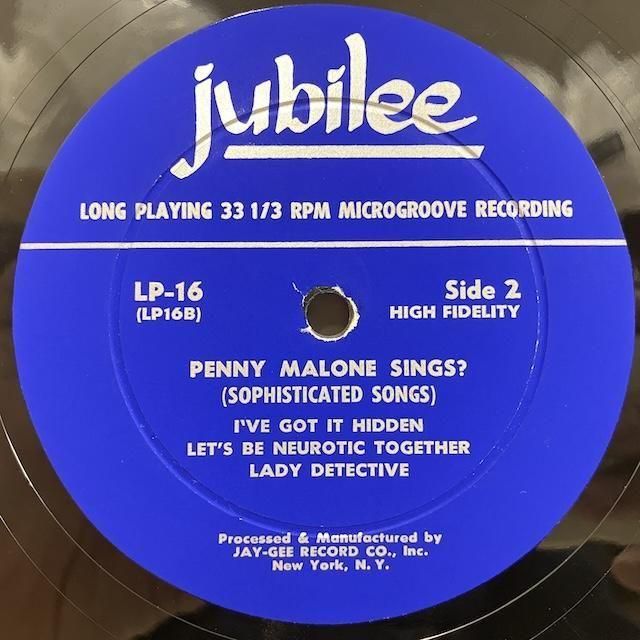 jubilee
LONG PLAYING 33 1/3 RPM MICROGROOVE RECORDING
LP-16 Side 2
(LP16B) HIGH FIDELITY
PENNY MALONE SINGS?
(SOPHISTICATED SONGS)
I'VE GOT IT HIDDEN
LET'S BE NEUROTIC TOGETHER
LADY DETECTIVE
Processed & Manufactured by
JAY-GEE RECORD CO., Inc.
New York, N. Y.